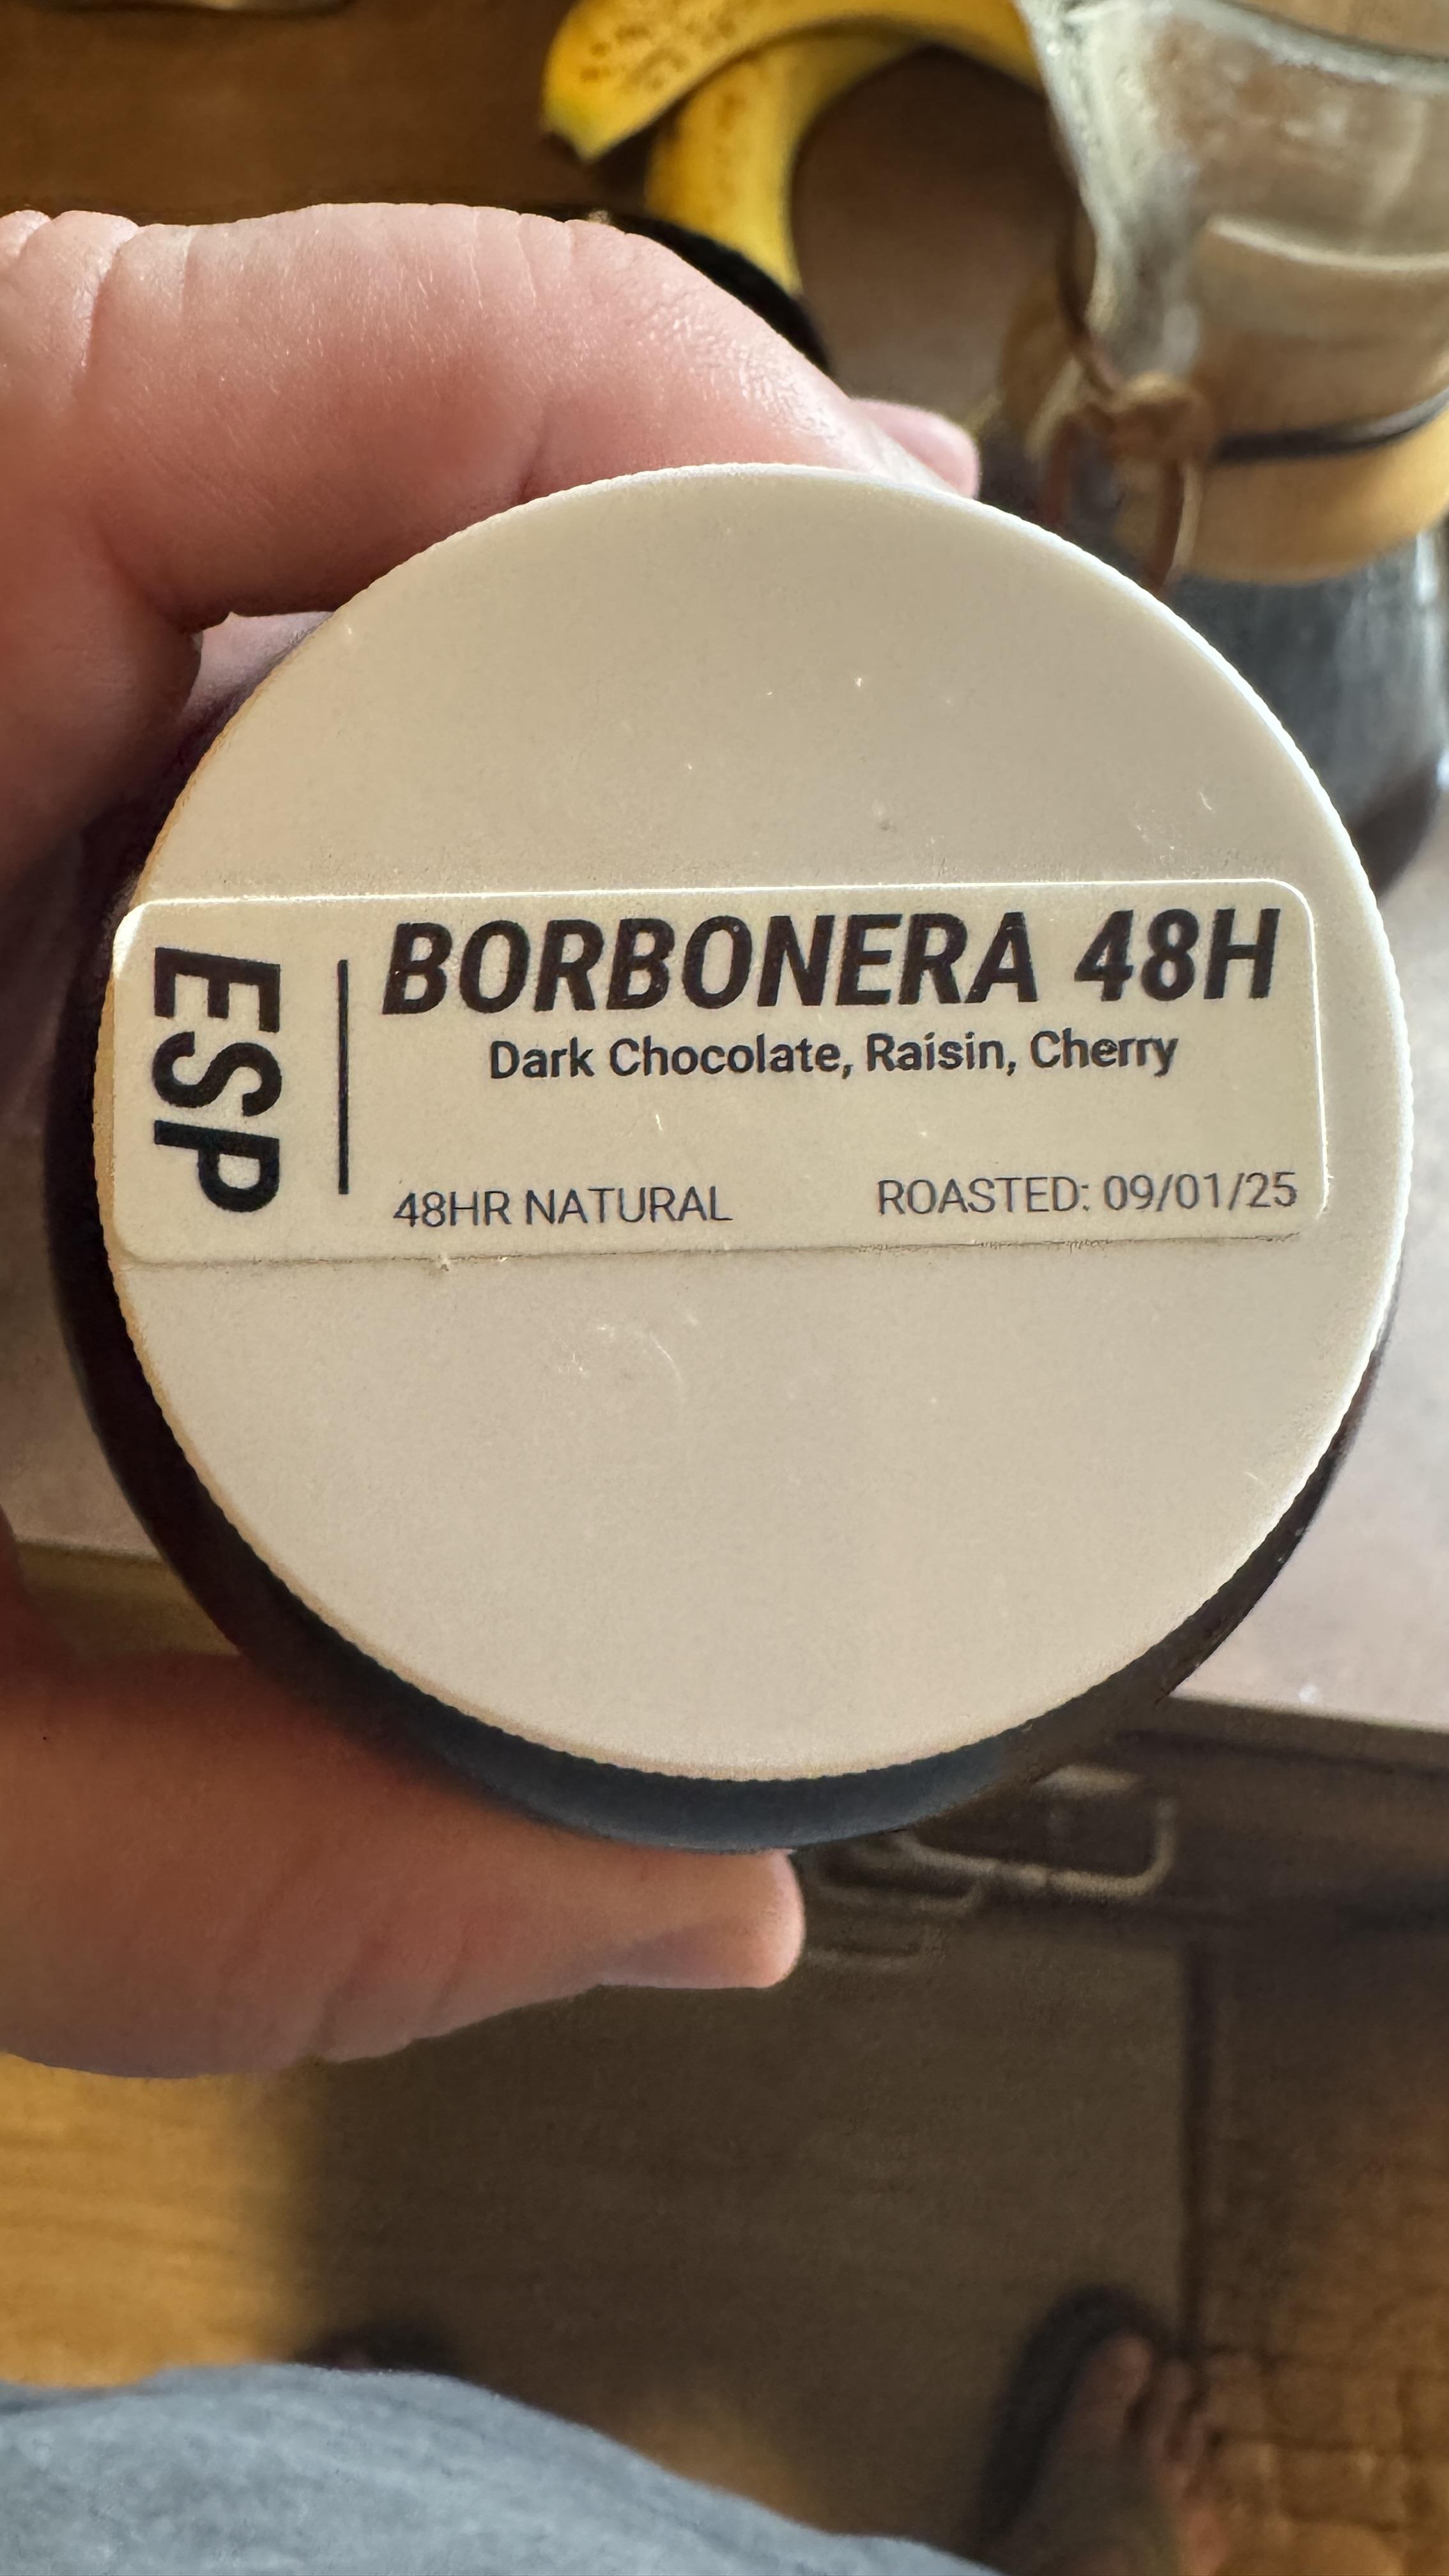 ESP
BORBONERA 48H
Dark Chocolate, Raisin, Cherry
48HR NATURAL
ROASTED: 09/01/25